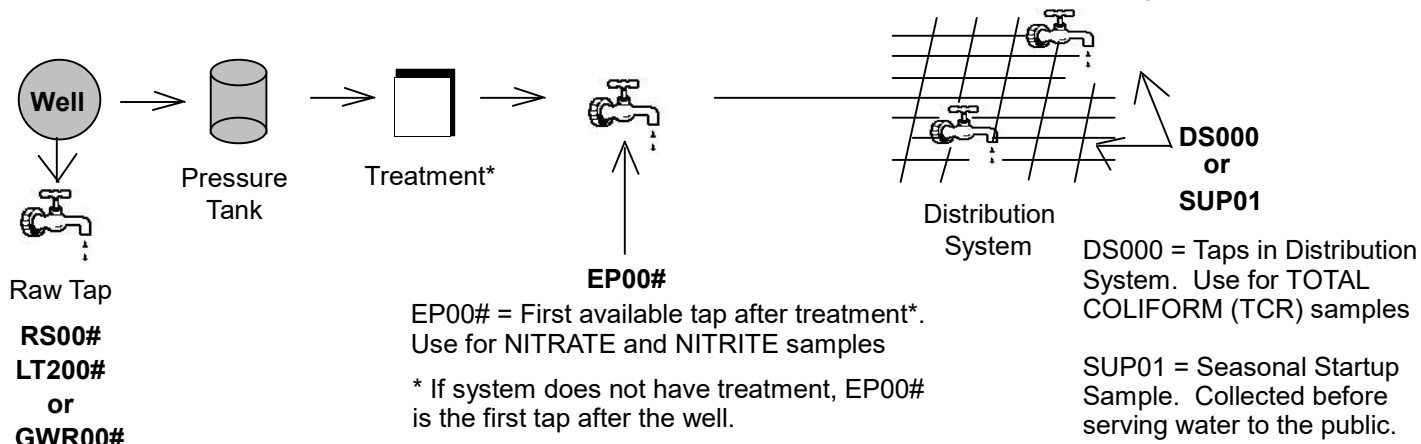 Well
Pressure
Tank
Treatment*
Raw Tap
RS00#
LT200#
or
GWR00#
EP00#
EP00# = First available tap after treatment*.
Use for NITRATE and NITRITE samples
* If system does not have treatment, EP00#
is the first tap after the well.
Distribution
System
DS000
or
SUP01
DS000 = Taps in Distribution
System. Use for TOTAL
COLIFORM (TCR) samples
SUP01 = Seasonal Startup
Sample. Collected before
serving water to the public.